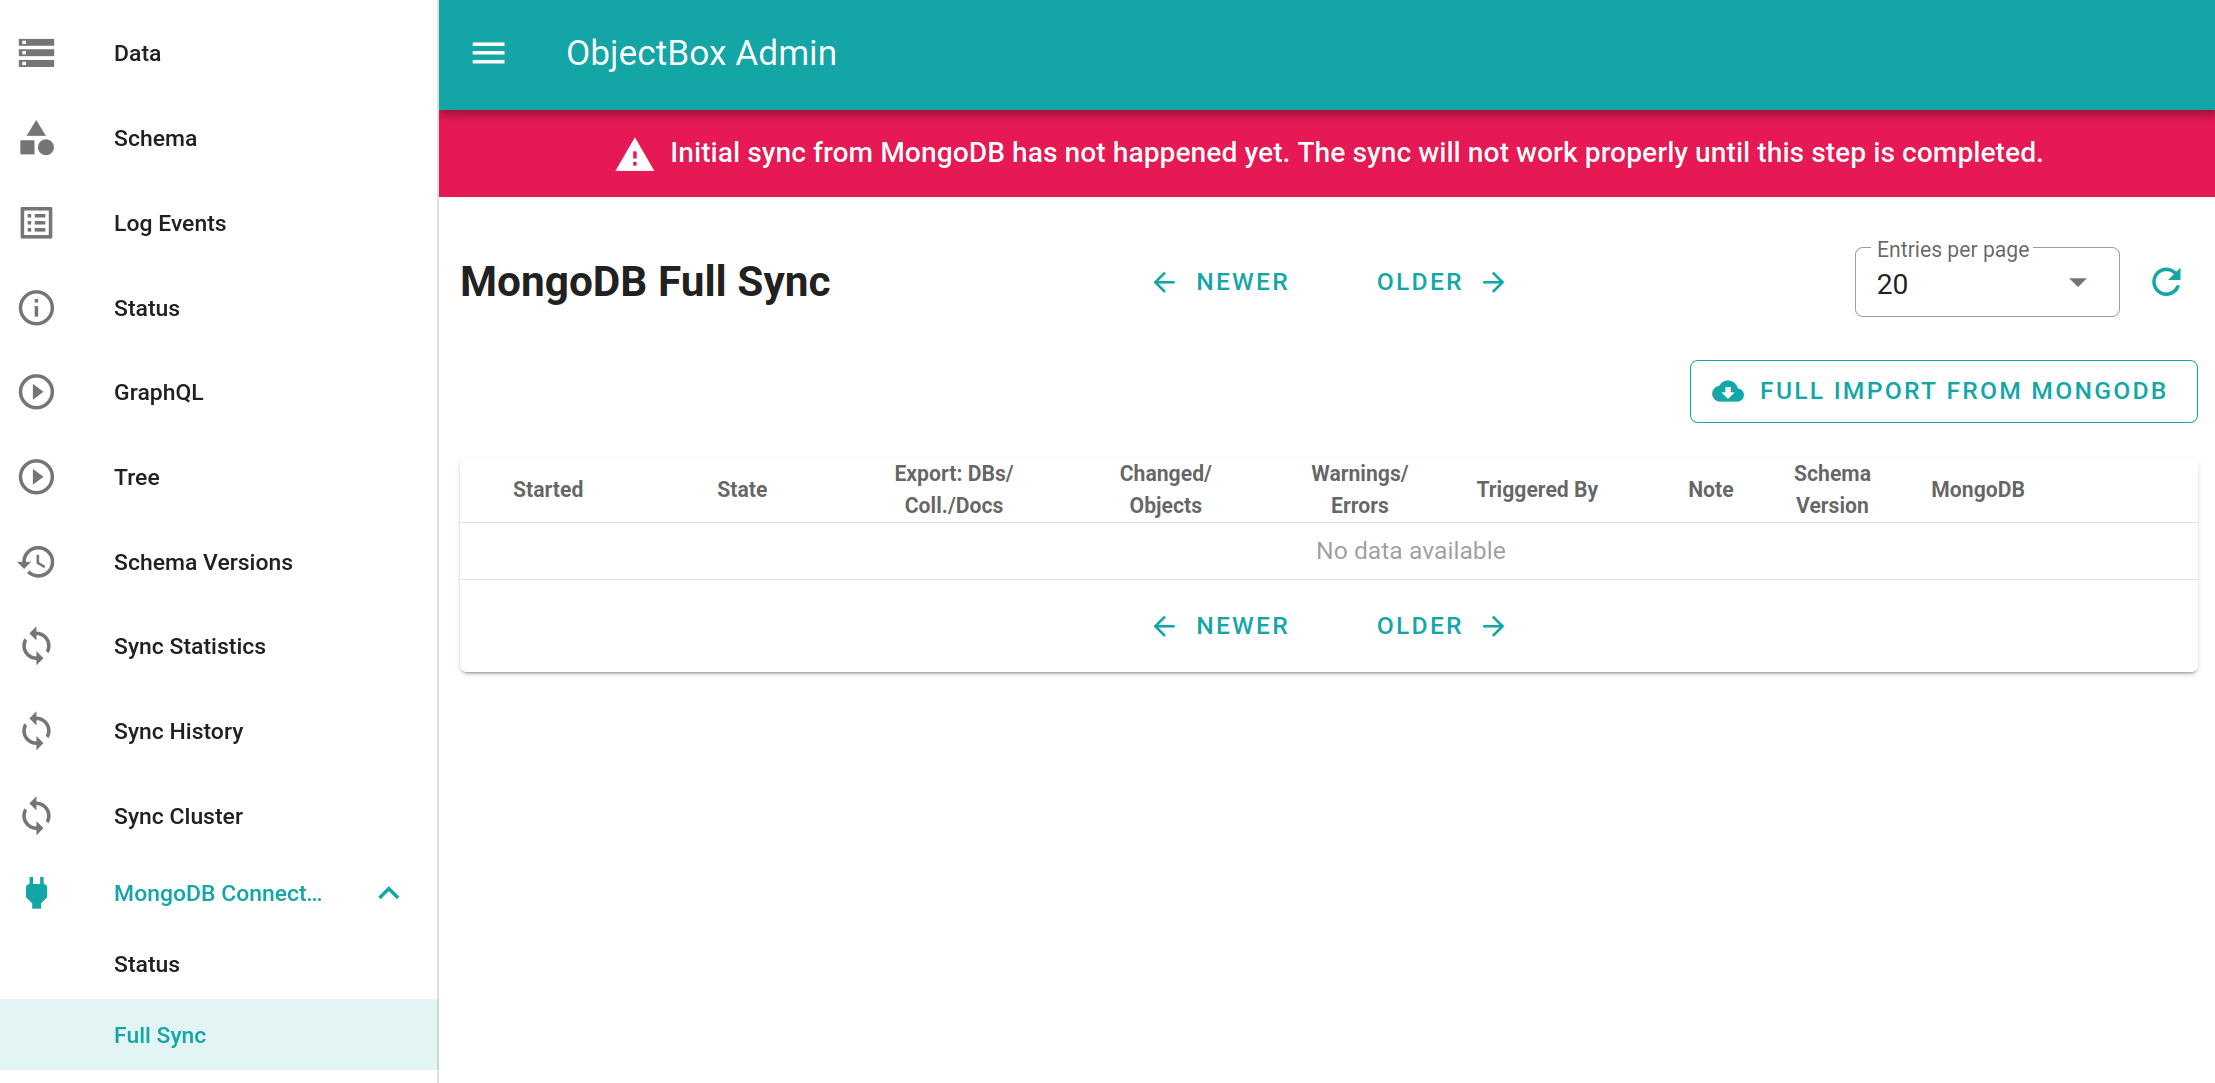 Data
Schema
Log Events
Status
GraphQL
Tree
Schema Versions
Sync Statistics
Sync History
Sync Cluster
MongoDB Connect...
Status
Full Sync
ObjectBox Admin
Initial sync from MongoDB has not happened yet. The sync will not work properly until this step is completed.
MongoDB Full Sync
NEWER
OLDER
Entries per page
20
FULL IMPORT FROM MONGODB
Started
State
Export: DBs/
Coll./Docs
Changed/
Objects
Warnings/
Errors
Triggered By
Note
Schema
Version
MongoDB
No data available
NEWER
OLDER